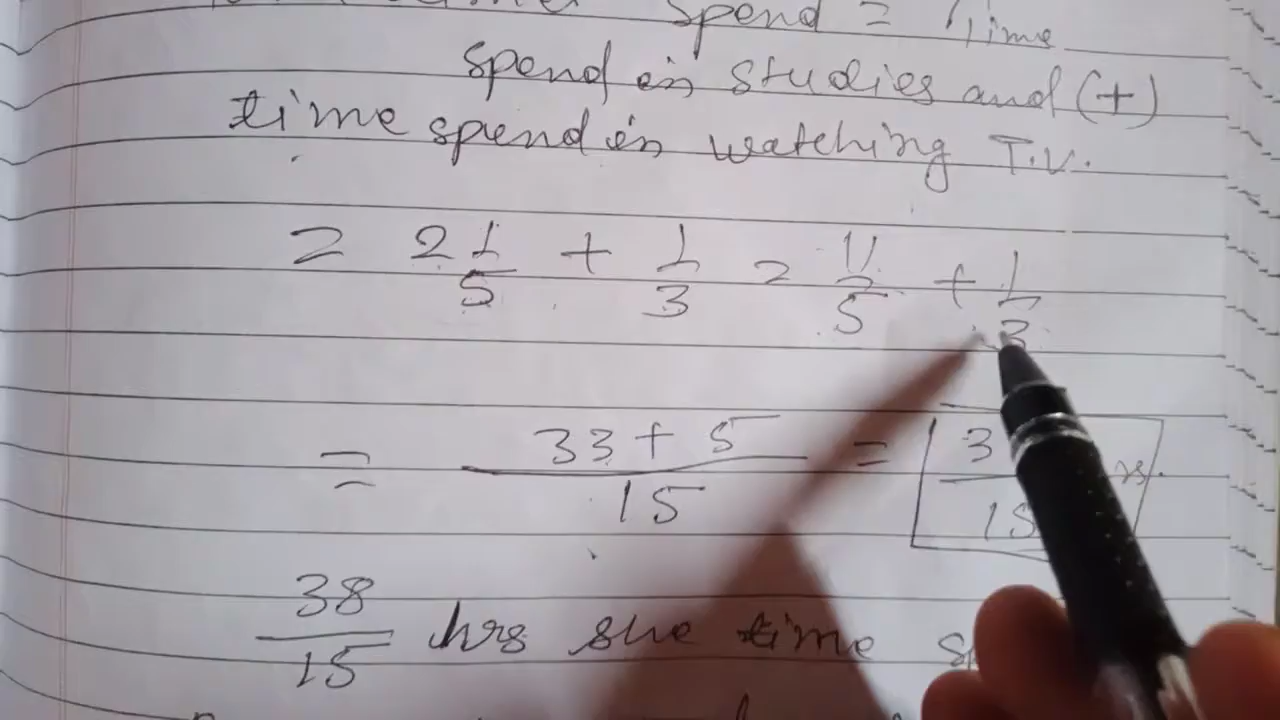 spend = Time
spend in studies and (+)
time spend in watching T.V.
= 2 1/5 + 1/3 = 11/5 + 1/3
= 33 + 5 / 15 = 3 / 15 rs.
38/15 hrs she time